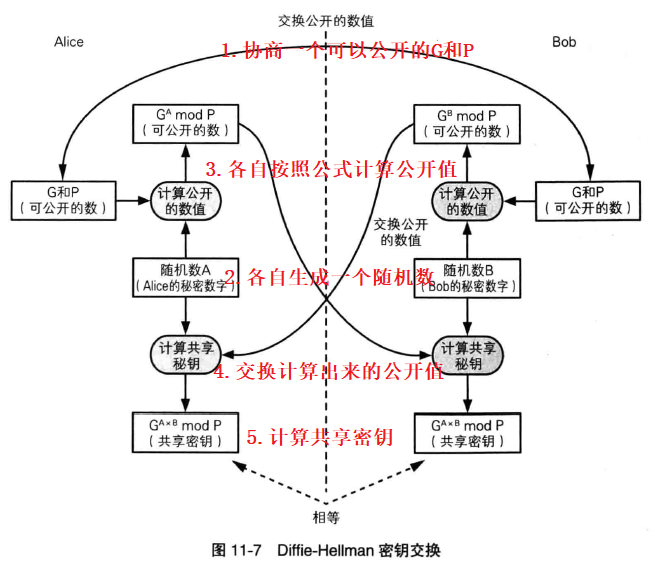 交换公开的数值
Alice
Bob
1.协商一个可以公开的G和P
G^A mod P
（可公开的数）
G^B mod P
（可公开的数）
3.各自按照公式计算公开值
G和P
（可公开的数）
计算公开
的数值
计算公开
的数值
G和P
（可公开的数）
交换公开
的数值
随机数A
（Alice的秘密数字）
2.各自生成一个随机数
随机数B
（Bob的秘密数字）
计算共享
秘钥
计算共享
秘钥
4.交换计算出来的公开值
G^A×B mod P
（共享密钥）
5.计算共享密钥
G^A×B mod P
（共享密钥）
相等
图 11-7 Diffie-Hellman 密钥交换